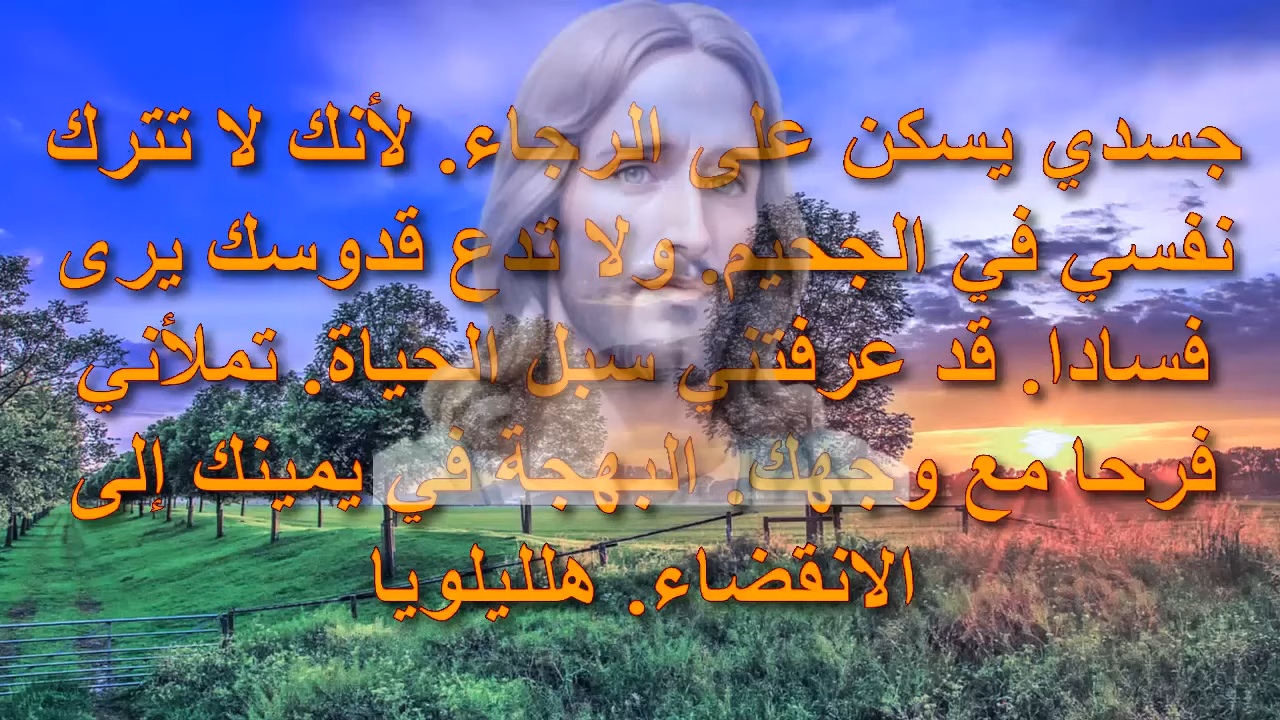 جسدي يسكن على الرجاء. لأنك لا تترك
نفسي في الجحيم. ولا تدع قدوسك يرى
فسادا. قد عرفتني سبل الحياة. تملأني
فرحا مع وجهك. البهجة في يمينك إلى
الانقضاء. هلليلويا